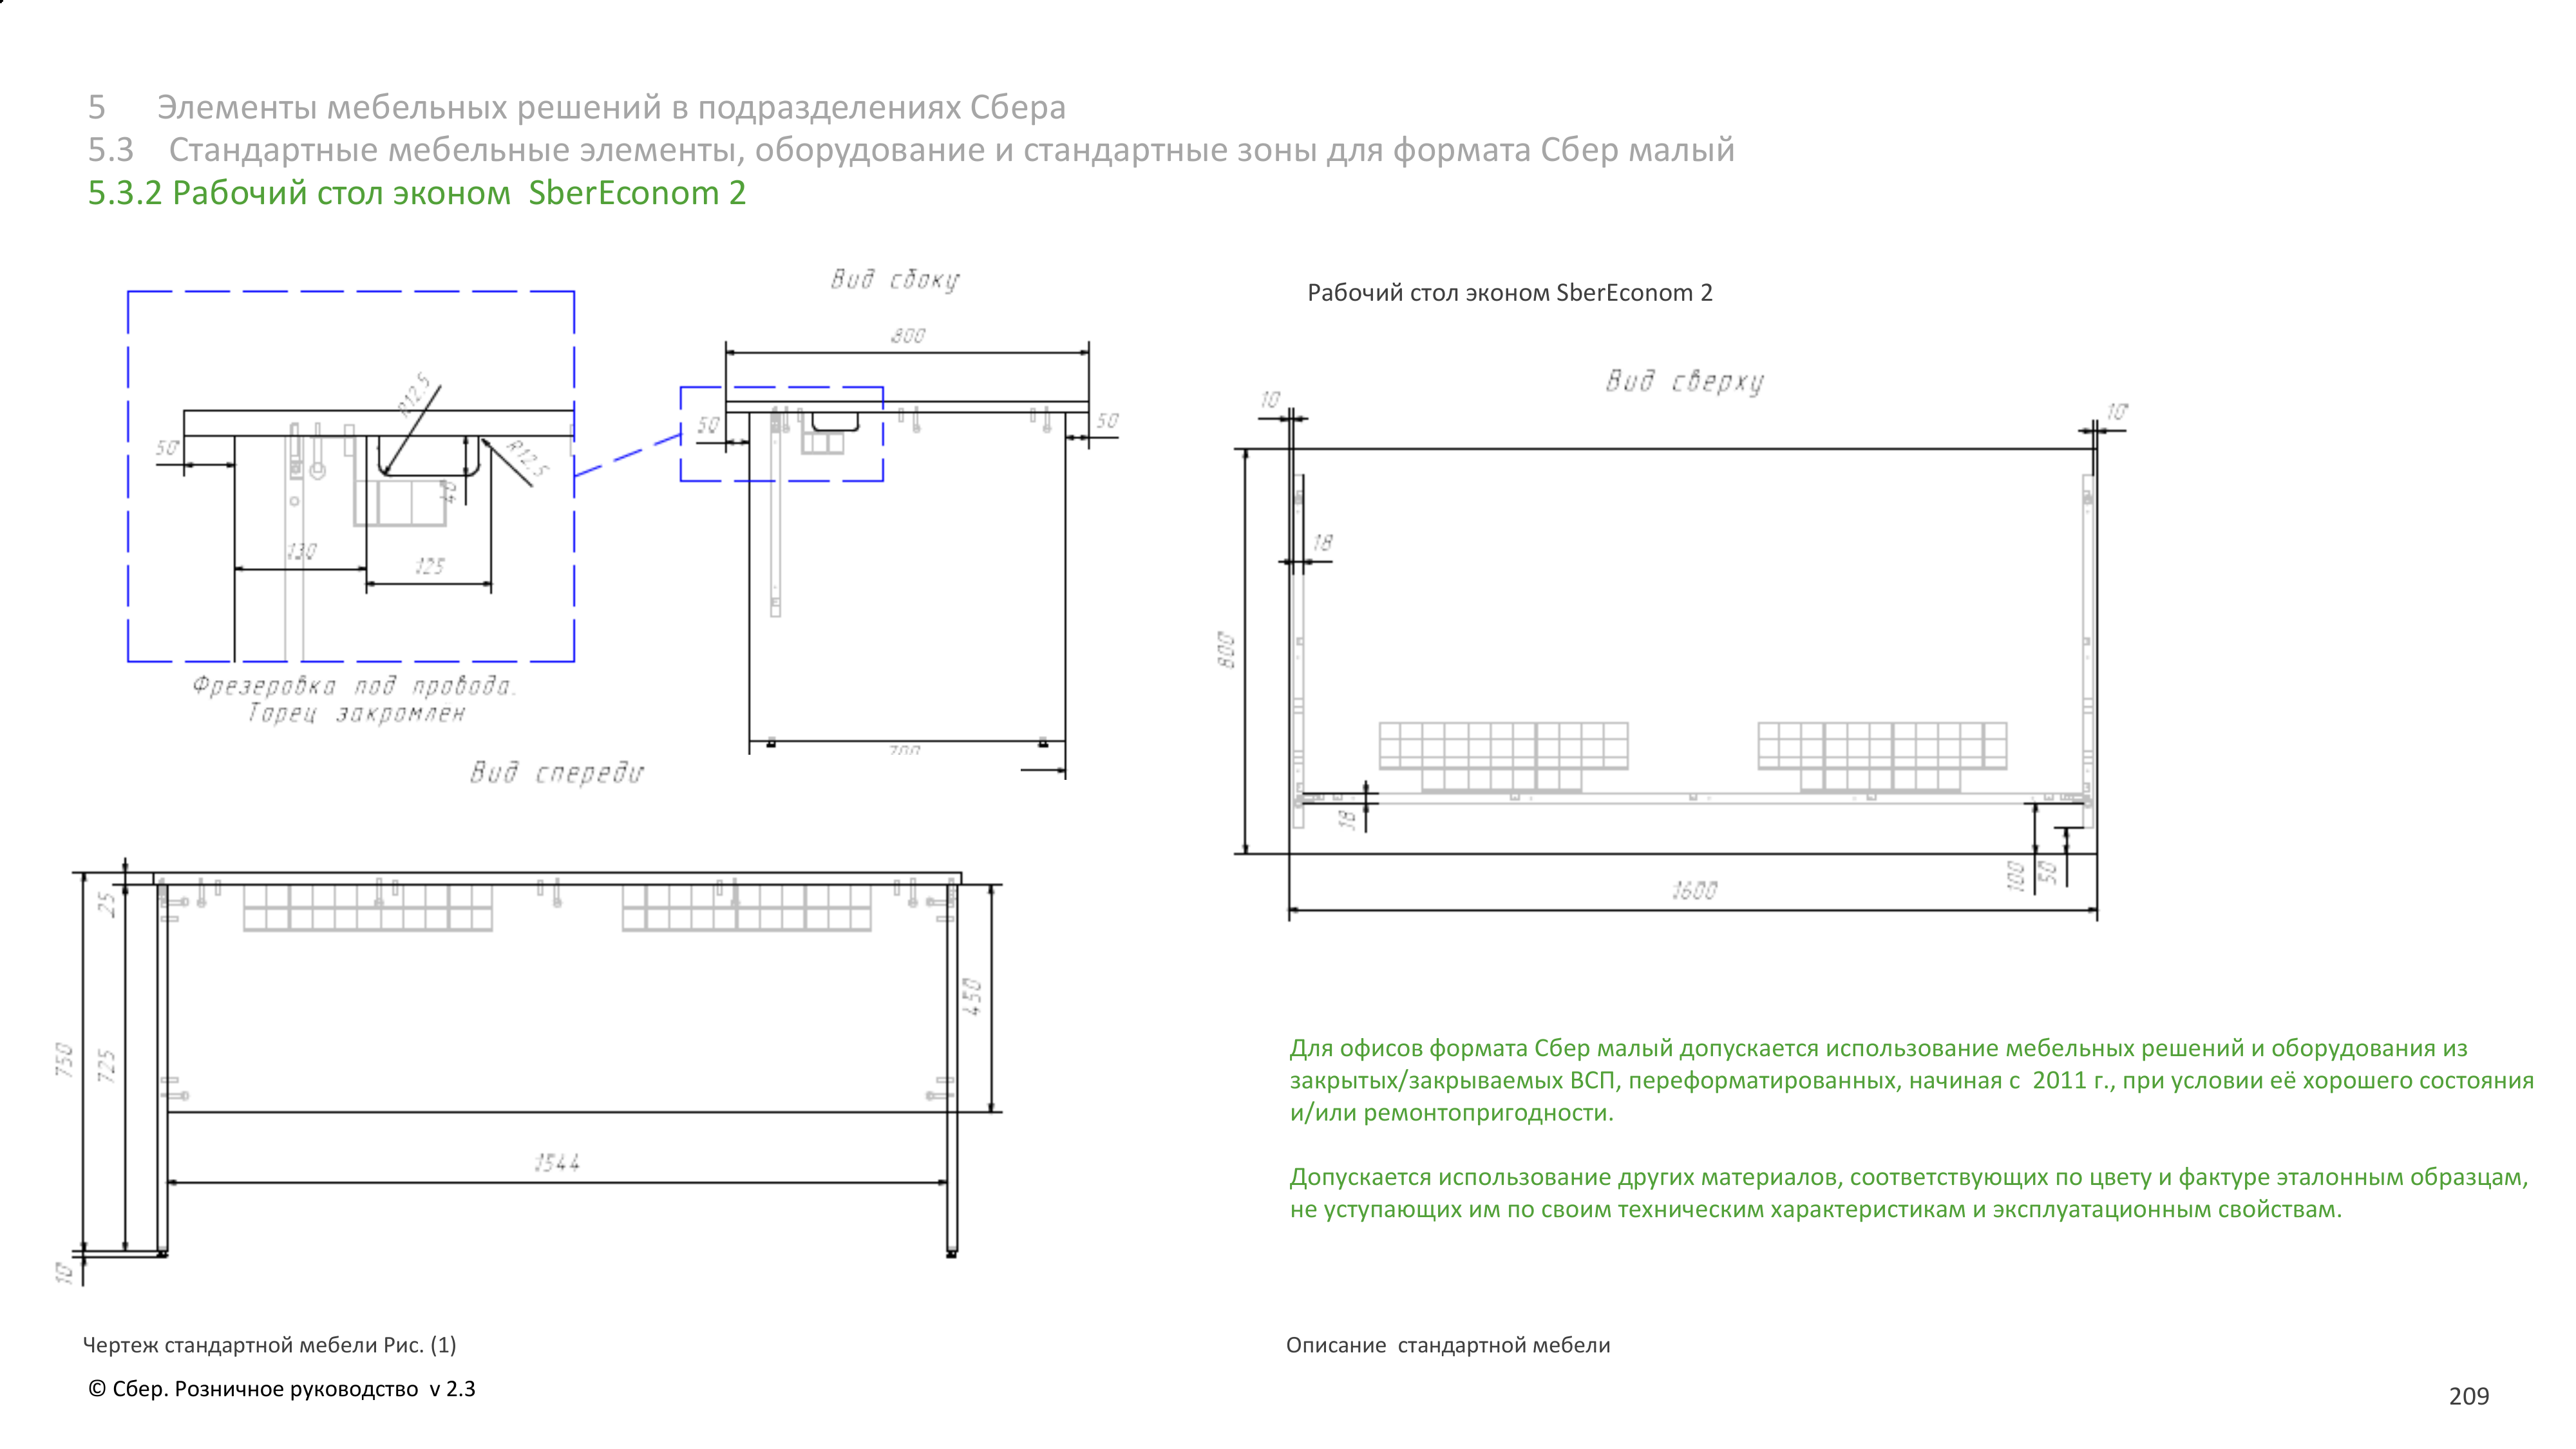 5 Элементы мебельных решений в подразделениях Сбера
5.3 Стандартные мебельные элементы, оборудование и стандартные зоны для формата Сбер малый
5.3.2 Рабочий стол эконом SberEconom 2
Вид сбоку
800
50
50
700
R12,5
R12,5
50
40
130
125
Фрезеровка под провода.
Торец закромлен
Вид спереди
25
750
725
450
1544
10
Рабочий стол эконом SberEconom 2
Вид сверху
10
10
18
800
18
100
50
1600
Для офисов формата Сбер малый допускается использование мебельных решений и оборудования из
закрытых/закрываемых ВСП, переформатированных, начиная с 2011 г., при условии её хорошего состояния
и/или ремонтопригодности.
Допускается использование других материалов, соответствующих по цвету и фактуре эталонным образцам,
не уступающих им по своим техническим характеристикам и эксплуатационным свойствам.
Чертеж стандартной мебели Рис. (1)
Описание стандартной мебели
© Сбер. Розничное руководство v 2.3
209